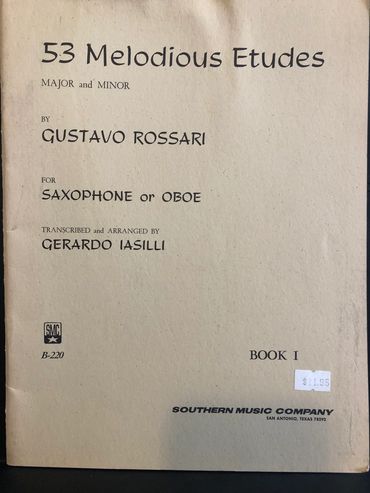 53 Melodious Etudes
MAJOR and MINOR
BY
GUSTAVO ROSSARI
FOR
SAXOPHONE or OBOE
TRANSCRIBED and ARRANGED BY
GERARDO IASILLI
SMC
B-220
BOOK I
$11.95
SOUTHERN MUSIC COMPANY
SAN ANTONIO, TEXAS 78292